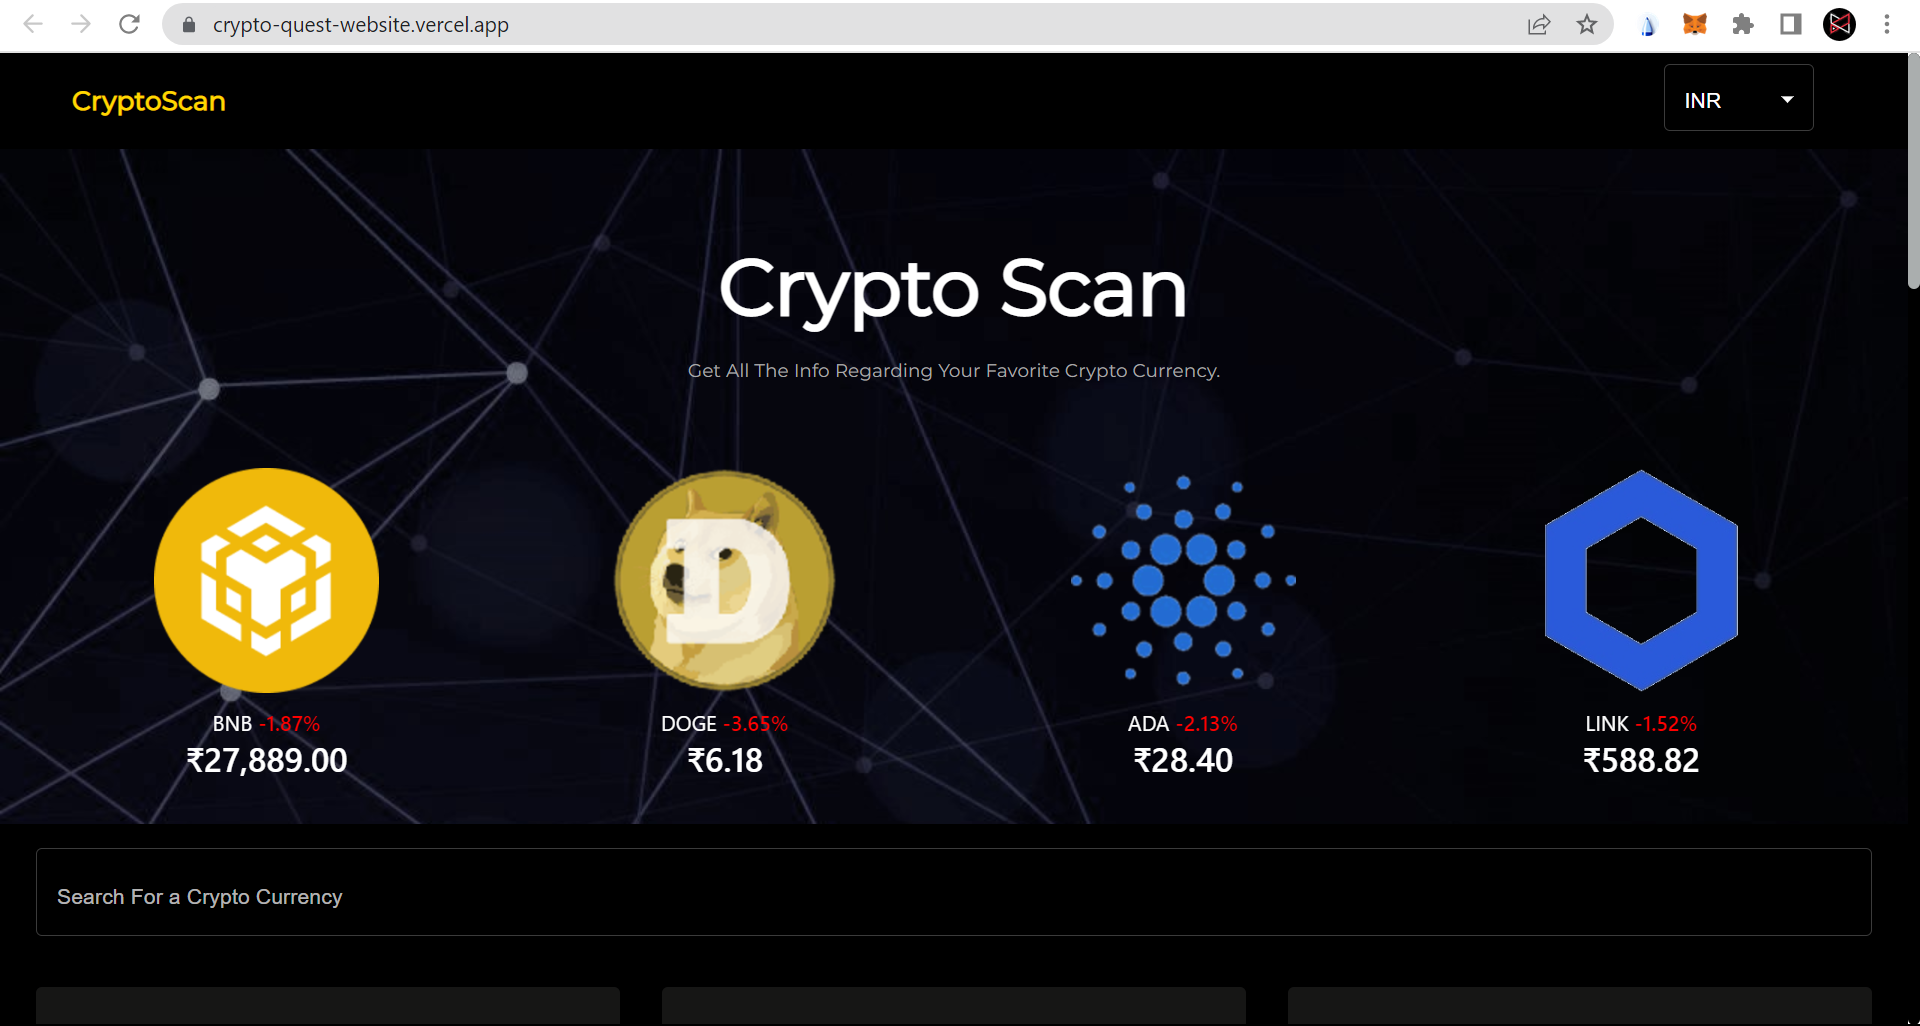 crypto-quest-website.vercel.app
CryptoScan
INR
Crypto Scan
Get All The Info Regarding Your Favorite Crypto Currency.
D
BNB -1.87%
₹27,889.00
DOGE -3.65%
₹6.18
ADA -2.13%
₹28.40
LINK -1.52%
₹588.82
Search For a Crypto Currency